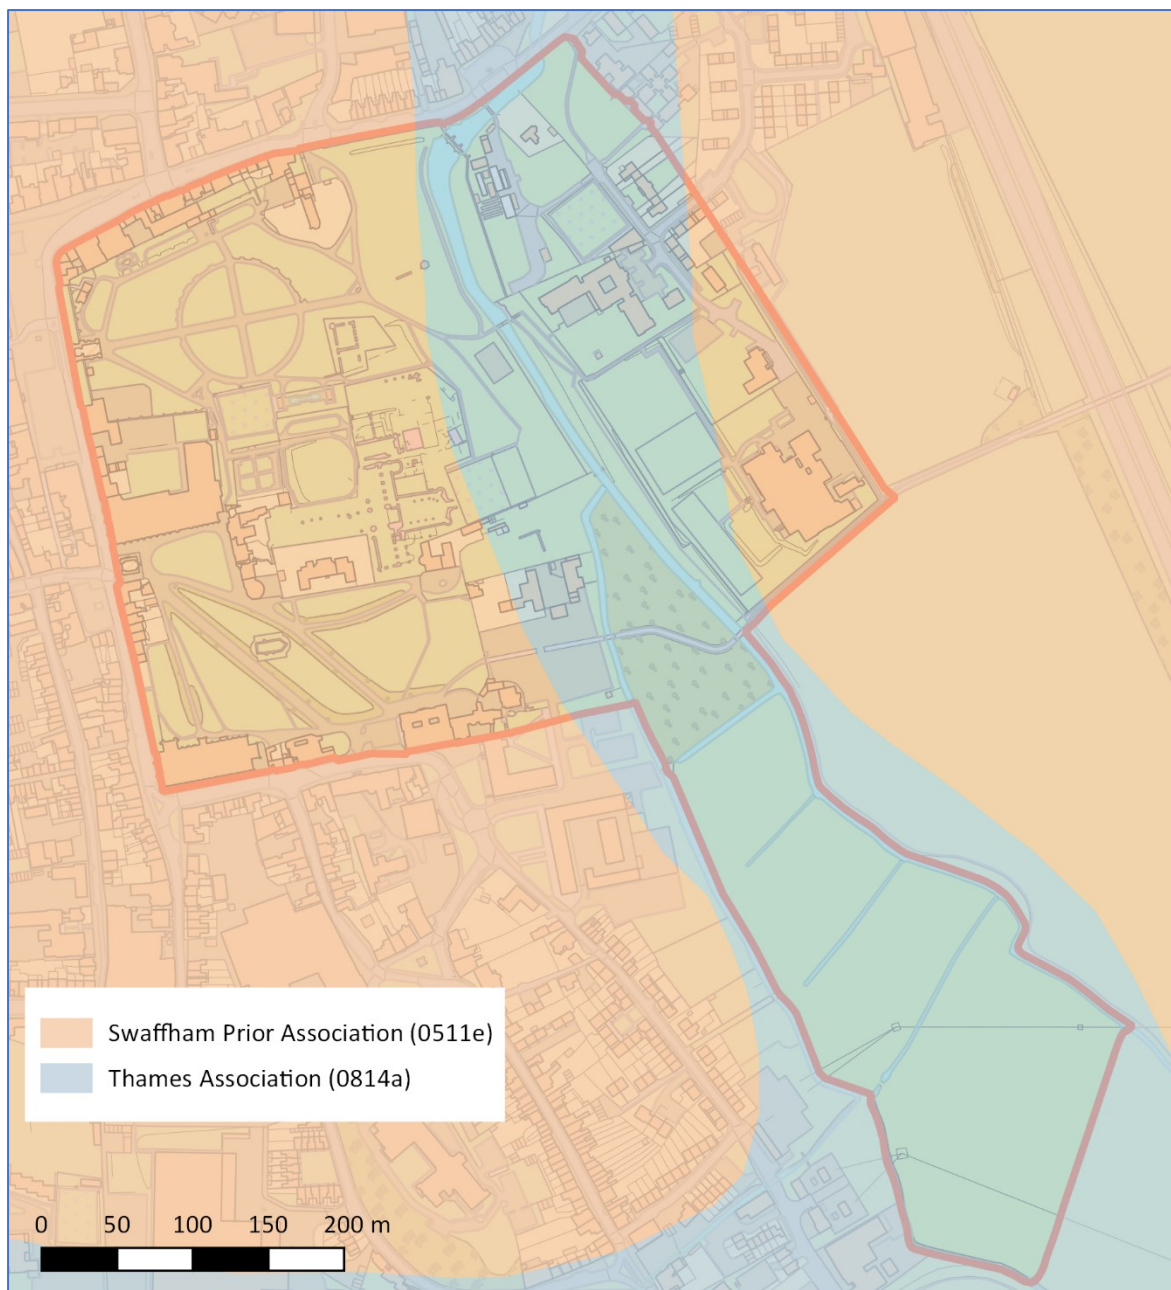 Swaffham Prior Association (0511e)
Thames Association (0814a)
0 50 100 150 200 m